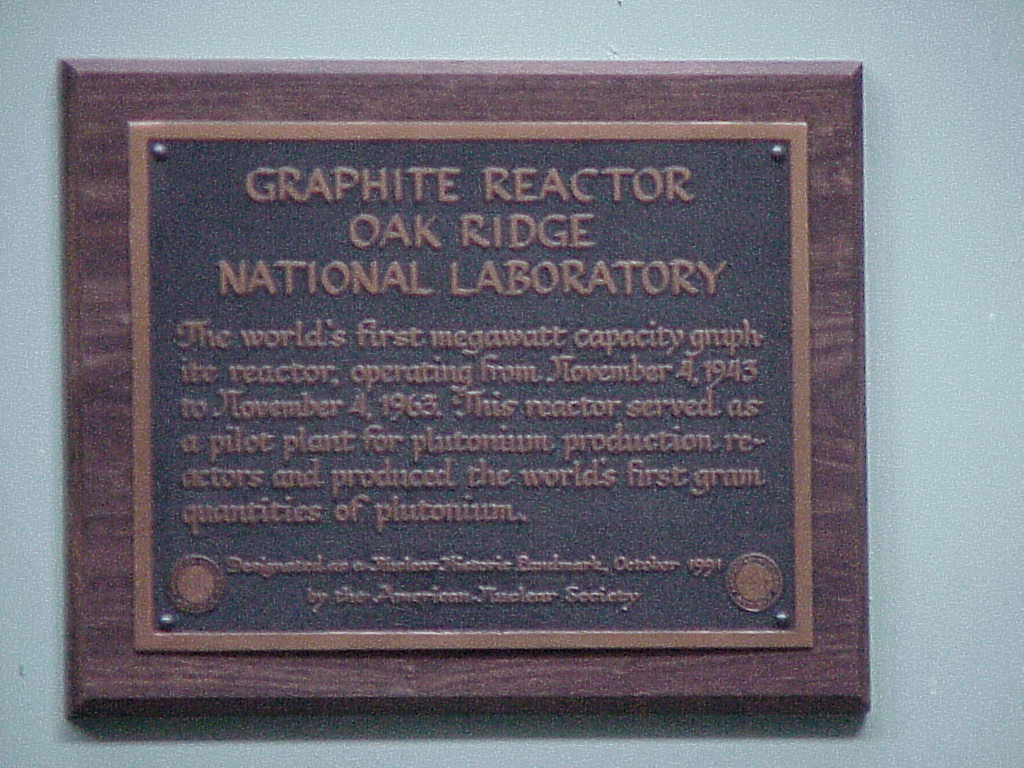 GRAPHITE REACTOR
OAK RIDGE
NATIONAL LABORATORY
The world's first megawatt capacity graph-
ite reactor, operating from November 4, 1943
to November 4, 1963. This reactor served as
a pilot plant for plutonium production re-
actors and produced the world's first gram
quantities of plutonium.
Designated as a Nuclear Historic Landmark, October 1991
by the American Nuclear Society